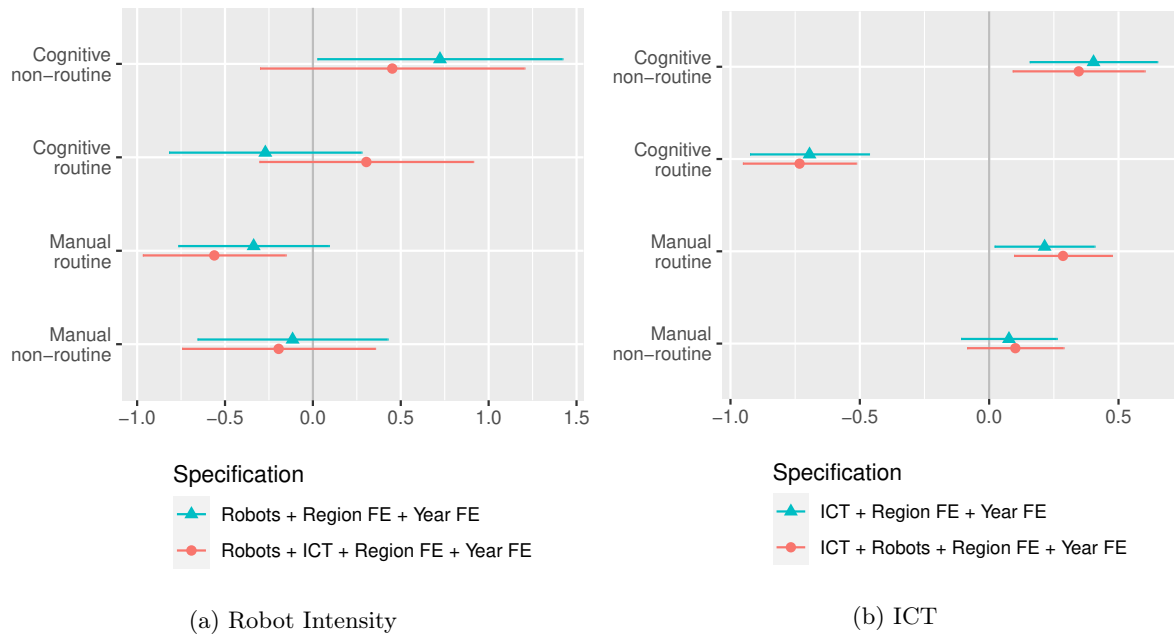 Cognitive
non−routine
Cognitive
routine
Manual
routine
Manual
non−routine
−1.0 −0.5 0.0 0.5 1.0 1.5
Specification
Robots + Region FE + Year FE
Robots + ICT + Region FE + Year FE
(a) Robot Intensity
Cognitive
non−routine
Cognitive
routine
Manual
routine
Manual
non−routine
−1.0 −0.5 0.0 0.5
Specification
ICT + Region FE + Year FE
ICT + Robots + Region FE + Year FE
(b) ICT